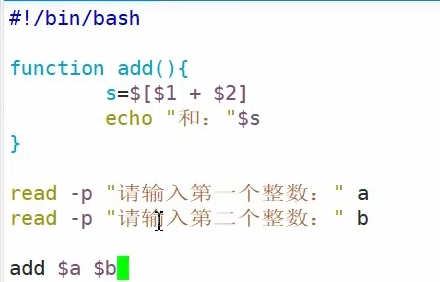 #!/bin/bash
function add(){
s=$[$1 + $2]
echo "和："$s
}
read -p "请输入第一个整数：" a
read -p "请输入第二个整数：" b
add $a $b